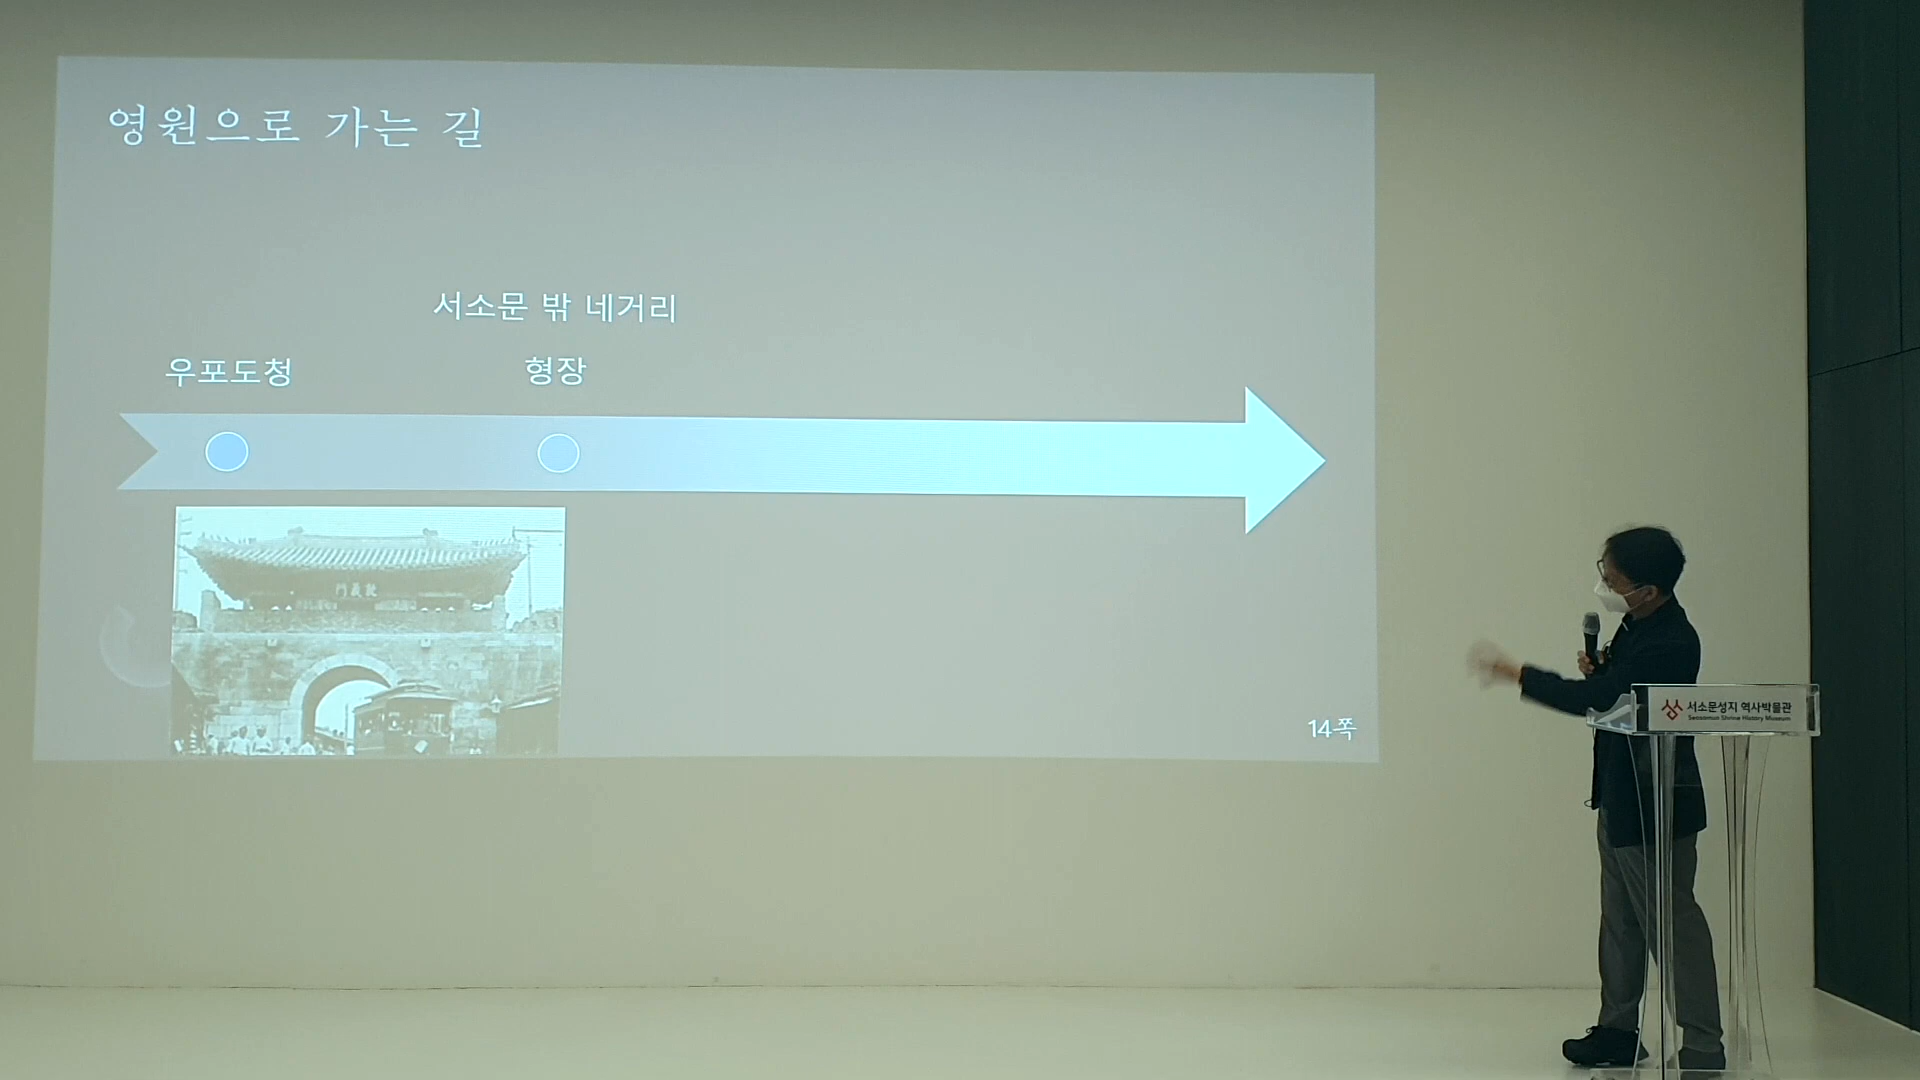 영원으로 가는 길
서소문 밖 네거리
우포도청
형장
門義敦
14쪽
서소문성지 역사박물관
Seosomun Shrine History Museum